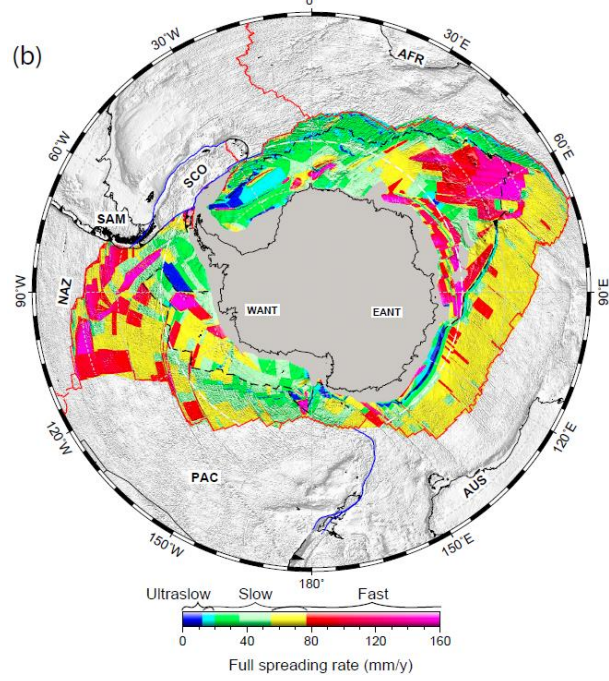 (b)
0°
30°W
30°E
AFR
60°W
60°E
SCO
SAM
NAZ
90°W
WANT
EANT
90°E
120°W
120°E
PAC
AUS
150°W
150°E
180°
Ultraslow Slow Fast
0 40 80 120 160
Full spreading rate (mm/y)